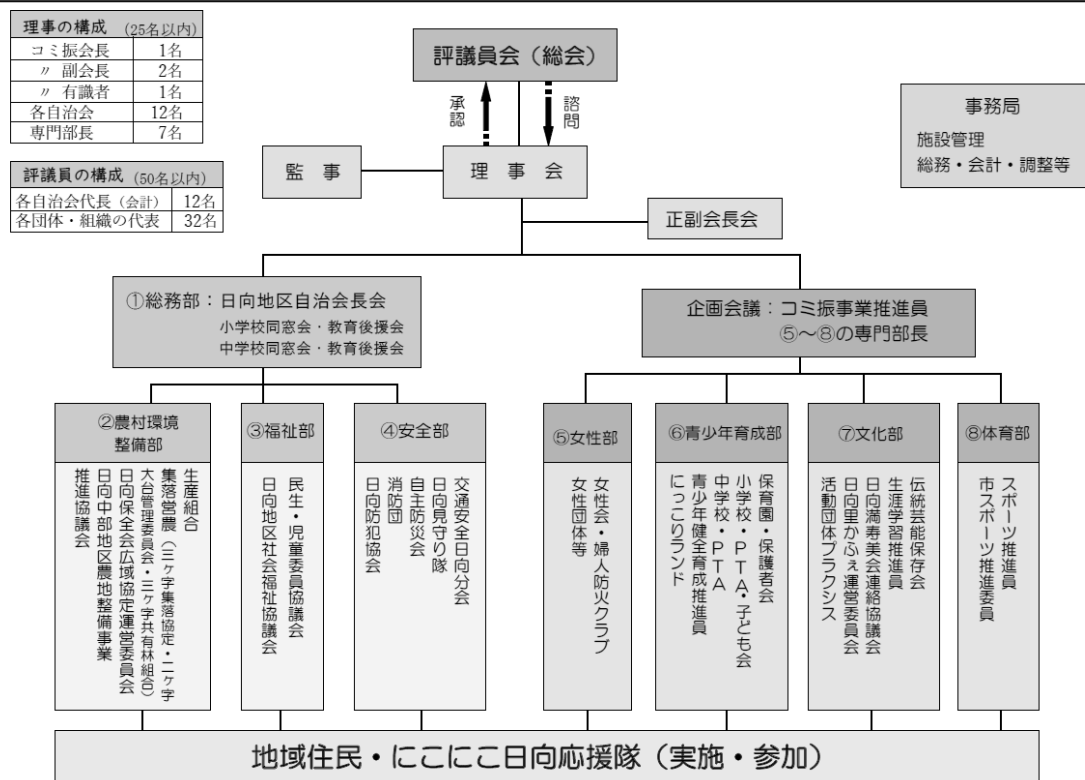 理事の構成 (25名以内)
コミ振会長 1名
〃 副会長 2名
〃 有識者 1名
各自治会 12名
専門部長 7名
評議員の構成 (50名以内)
各自治会代長（会計） 12名
各団体・組織の代表 32名
評議員会（総会）
承認
諮問
監事
理事会
正副会長会
事務局
施設管理
総務・会計・調整等
①総務部：日向地区自治会長会
小学校同窓会・教育後援会
中学校同窓会・教育後援会
企画会議：コミ振事業推進員
⑤～⑧の専門部長
②農村環境
整備部
生産組合
集落営農（三ヶ字集落協定・二ヶ字
大台管理委員会・三ヶ字共有林組合）
日向保全会広域協定運営委員会
日向中部地区農地整備事業
推進協議会
③福祉部
民生・児童委員協議会
日向地区社会福祉協議会
④安全部
交通安全日向分会
日向見守り隊
自主防災会
消防団
日向防犯協会
⑤女性部
女性会・婦人防火クラブ
女性団体等
⑥青少年育成部
保育園・保護者会
小学校・PTA・子ども会
中学校・PTA
青少年健全育成推進員
にっこりランド
⑦文化部
伝統芸能保存会
生涯学習推進員
日向満寿美会連絡協議会
日向里かふぇ運営委員会
活動団体プラクシス
⑧体育部
スポーツ推進員
市スポーツ推進委員
地域住民・にこにこ日向応援隊（実施・参加）